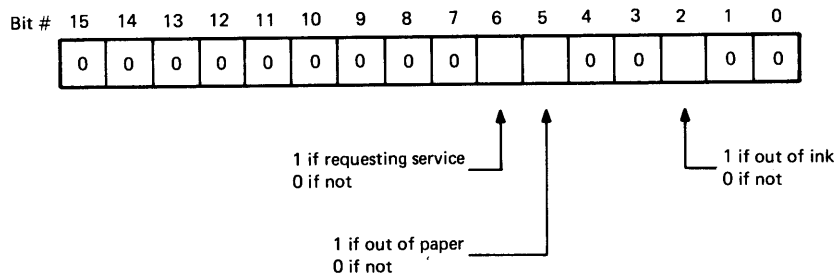 Bit # 15 14 13 12 11 10 9 8 7 6 5 4 3 2 1 0
0 0 0 0 0 0 0 0 0 0 0 0 0
1 if requesting service
0 if not
1 if out of ink
0 if not
1 if out of paper
0 if not